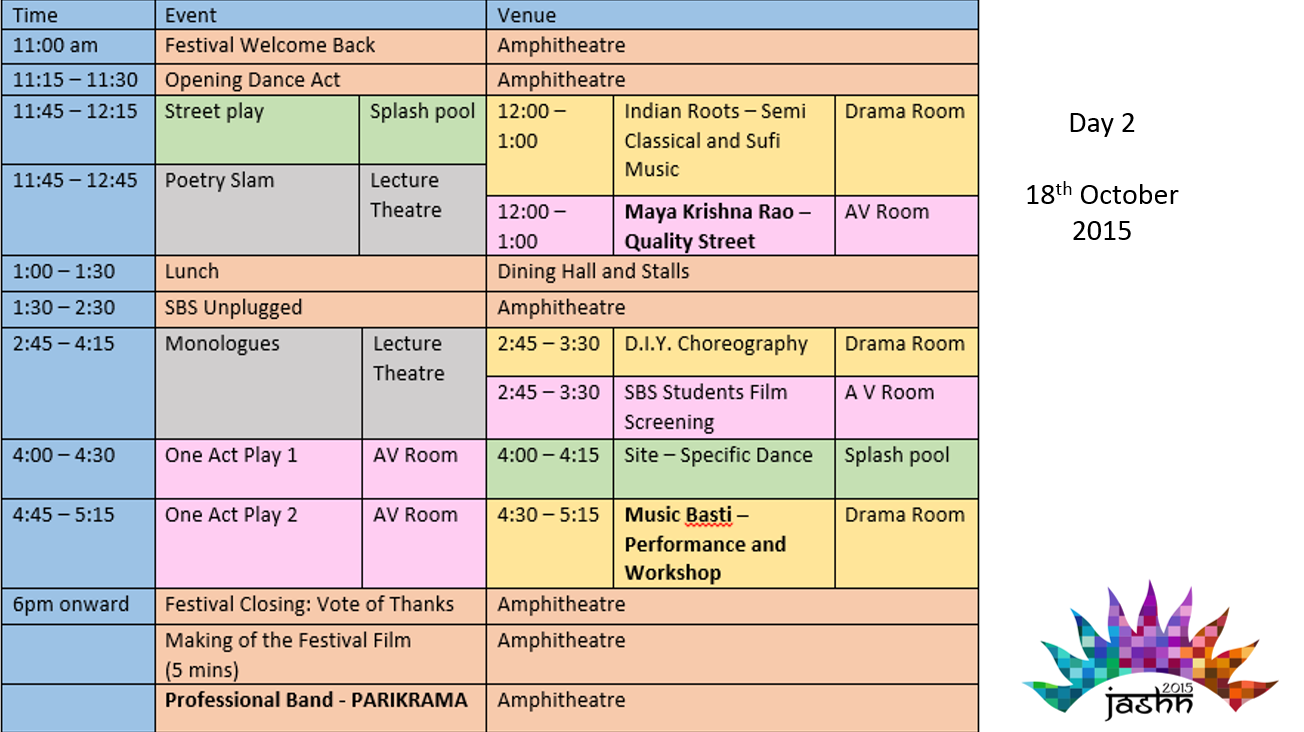 Time Event Venue
11:00 am Festival Welcome Back Amphitheatre
11:15 – 11:30 Opening Dance Act Amphitheatre
11:45 – 12:15 Street play Splash pool
12:00 –
1:00
Indian Roots – Semi
Classical and Sufi
Music
Drama Room
11:45 – 12:45 Poetry Slam
Lecture
Theatre
12:00 –
1:00
Maya Krishna Rao –
Quality Street
AV Room
1:00 – 1:30 Lunch Dining Hall and Stalls
1:30 – 2:30 SBS Unplugged Amphitheatre
2:45 – 4:15 Monologues
Lecture
Theatre
2:45 – 3:30 D.I.Y. Choreography Drama Room
2:45 – 3:30
SBS Students Film
Screening
A V Room
4:00 – 4:30 One Act Play 1 AV Room 4:00 – 4:15 Site – Specific Dance Splash pool
4:45 – 5:15 One Act Play 2 AV Room 4:30 – 5:15
Music Basti –
Performance and
Workshop
Drama Room
6pm onward Festival Closing: Vote of Thanks Amphitheatre
Making of the Festival Film
(5 mins)
Amphitheatre
Professional Band - PARIKRAMA Amphitheatre
Day 2
18th October
2015
2015
jashn